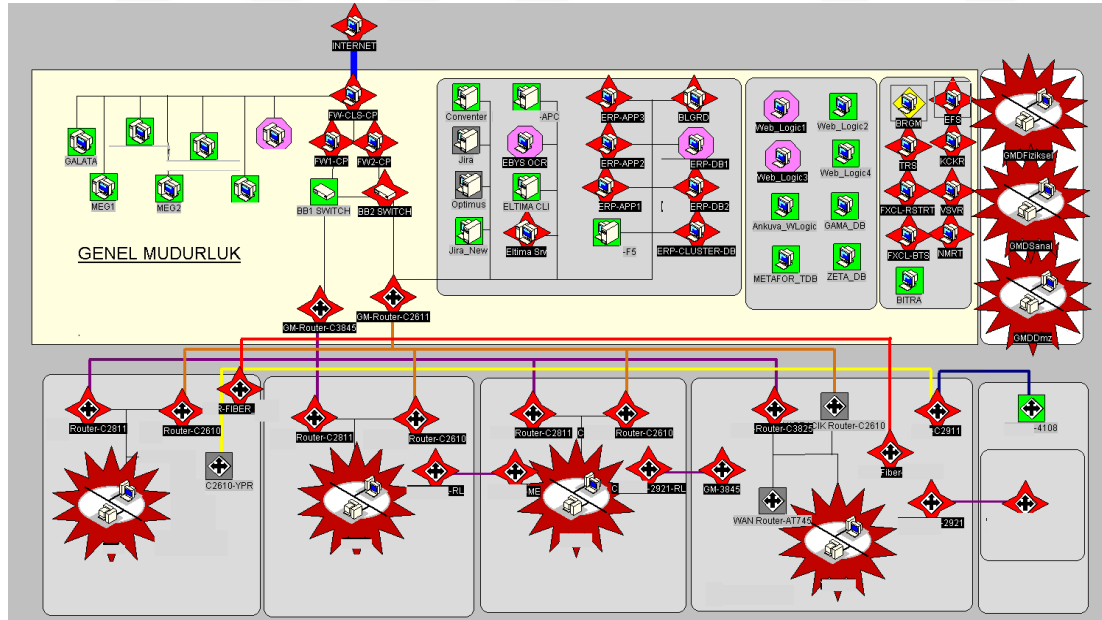 INTERNET
FW-CLS-CP
FW1-CP
FW2-CP
GALATA
MEG1
MEG2
BB1 SWITCH
BB2 SWITCH
GENEL MUDURLUK
Conventer
-APC
Jira
EBYS OCR
Optimus
ELTIMA CLI
Jira_New
Eltima Srv
ERP-APP3
BLGRD
ERP-APP2
ERP-DB1
ERP-APP1
ERP-DB2
-F5
ERP-CLUSTER-DB
Web_Logic1
Web_Logic2
Web_Logic3
Web_Logic4
Ankuva_WLogic
GAMA_DB
METAFOR_TDB
ZETA_DB
BRGM
EFS
TRS
KCKR
FXCL-RSTRT
VSVR
FXCL-BTS
NMRT
BITRA
GMDFiziksel
GMDSanal
GMDDmz
GM-Router-C3845
GM-Router-C2611
Router-C2811
Router-C2610
R-FIBER_
C2610-YPR
Router-C2811
Router-C2610
-RL
Router-C2811
C
Router-C2610
ME
C
-2921-RL
GM-3845
Router-C3825
CIK Router-C2610
WAN Router-AT745
Fiber-
-C2911
-2921
-4108